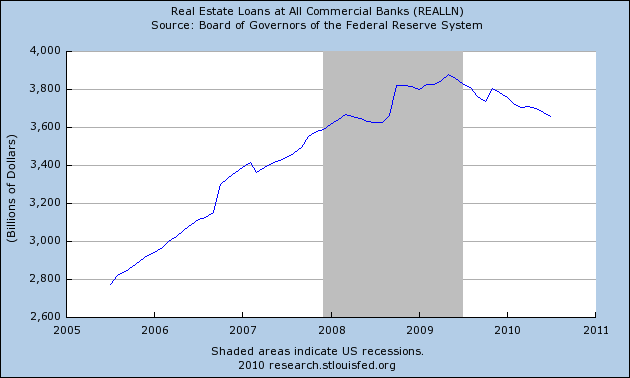 Real Estate Loans at All Commercial Banks (REALLN)
Source: Board of Governors of the Federal Reserve System
(Billions of Dollars)
4,000
3,800
3,600
3,400
3,200
3,000
2,800
2,600
2005 2006 2007 2008 2009 2010 2011
Shaded areas indicate US recessions.
2010 research.stlouisfed.org